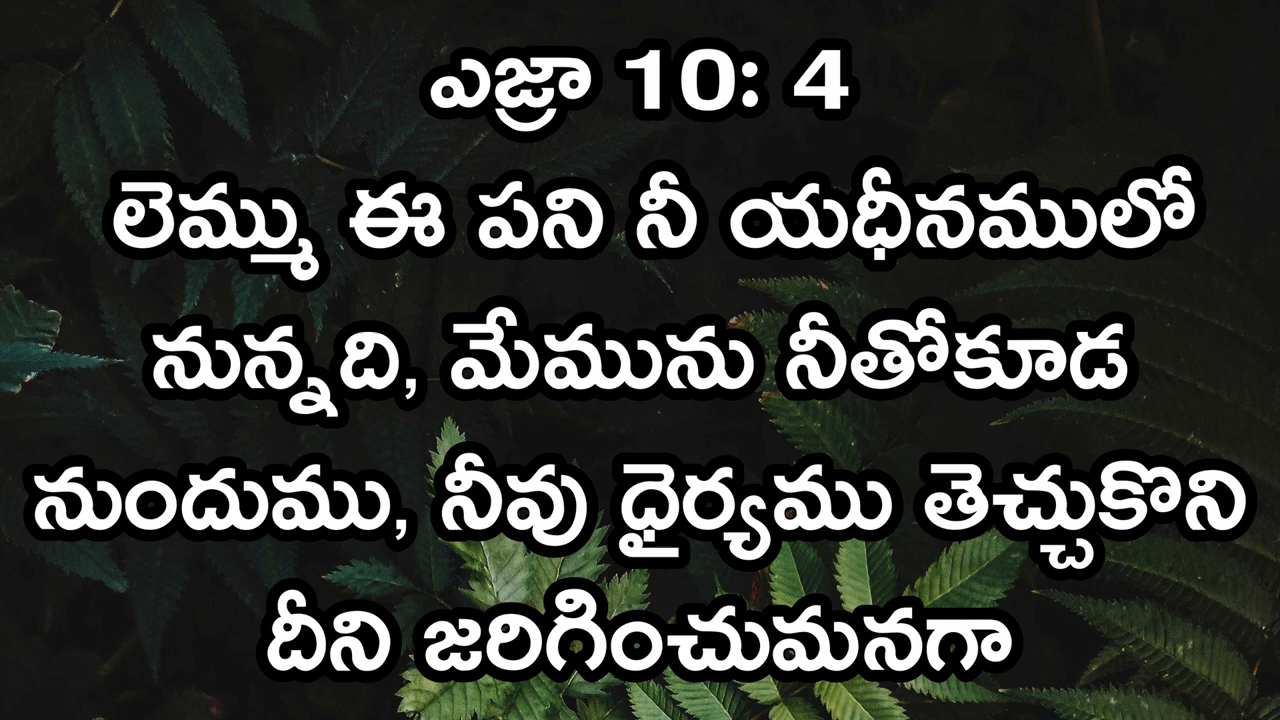 ఎజ్రా 10: 4
లెమ్ము ఈ పని నీ యధీనములో
నున్నది, మేమును నీతోకూడ
నుందుము, నీవు ధైర్యము తెచ్చుకొని
దీని జరిగించుమనగా